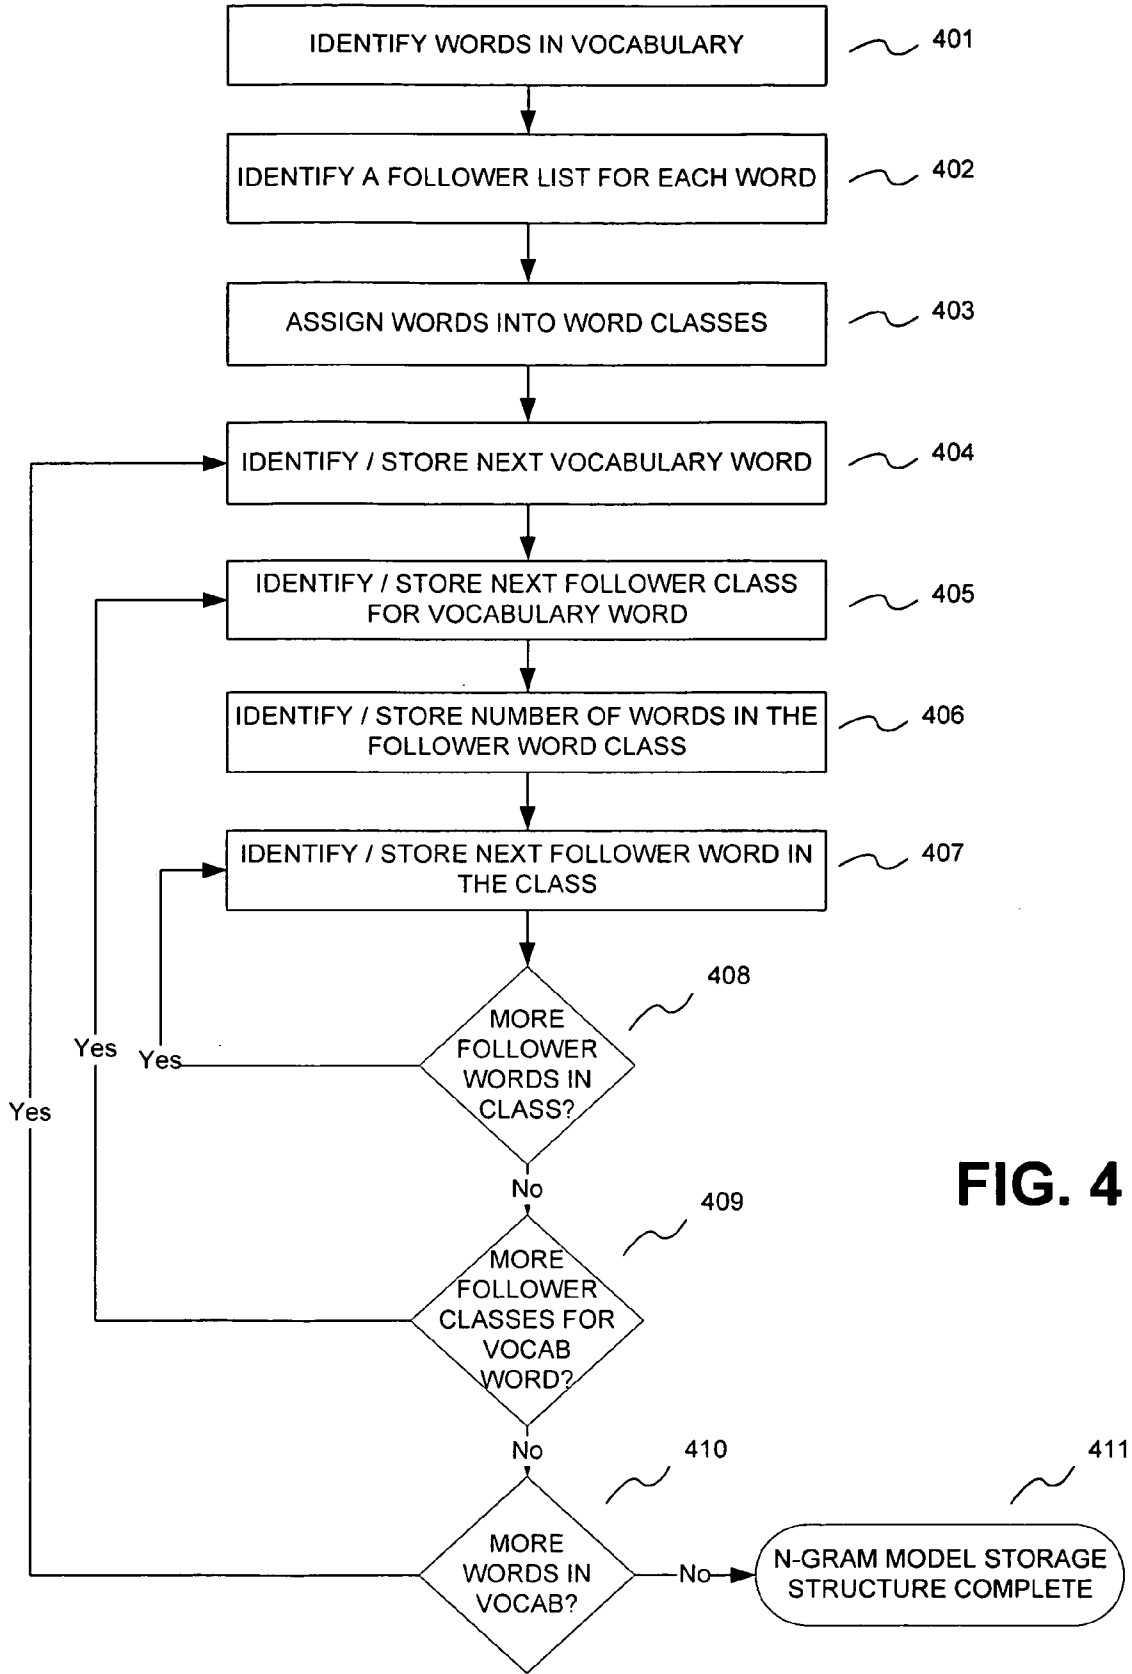 IDENTIFY WORDS IN VOCABULARY
401
IDENTIFY A FOLLOWER LIST FOR EACH WORD
402
ASSIGN WORDS INTO WORD CLASSES
403
IDENTIFY / STORE NEXT VOCABULARY WORD
404
IDENTIFY / STORE NEXT FOLLOWER CLASS
FOR VOCABULARY WORD
405
IDENTIFY / STORE NUMBER OF WORDS IN THE
FOLLOWER WORD CLASS
406
IDENTIFY / STORE NEXT FOLLOWER WORD IN
THE CLASS
407
MORE
FOLLOWER
WORDS IN
CLASS?
408
Yes
Yes
Yes
No
FIG. 4
MORE
FOLLOWER
CLASSES FOR
VOCAB
WORD?
409
No
MORE
WORDS IN
VOCAB?
410
No
N-GRAM MODEL STORAGE
STRUCTURE COMPLETE
411